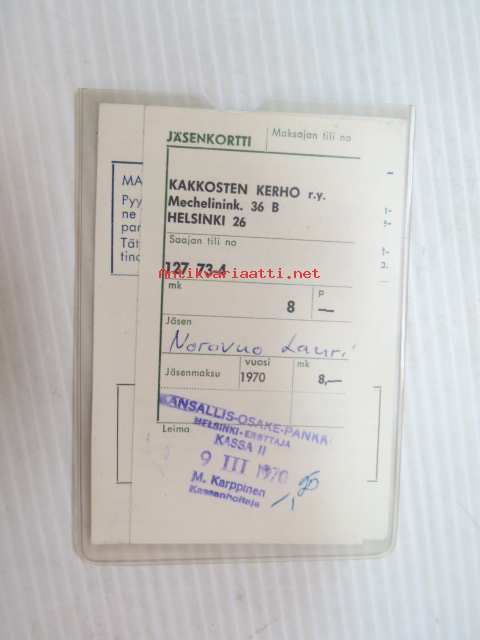 JÄSENKORTTI
Maksajan tili no
KAKKOSTEN KERHO r.y.
Mechelinink. 36 B
HELSINKI 26
Saajan tili no
127 73-4
Antikvariaatti.net
mk
p
8
—
Jäsen
Noravuo Lauri
Jäsenmaksu
vuosi
1970
mk
8,—
ANSALLIS-OSAKE-PANKK
HELSINKI-EROTTAJA
KASSA II
Leima
9 III 1970
M. Karppinen
Kassanhoitaja
MA
Pyy
ne
par
Tät
tino